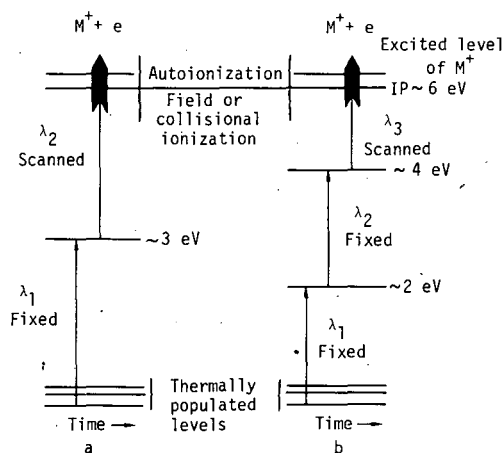 M⁺ + e
M⁺ + e
Excited level
of M⁺
Autoionization
IP~ 6 eV
Field or
collisional
ionization
λ₂
Scanned
λ₃
Scanned
~ 4 eV
~3 eV
λ₂
Fixed
~2 eV
λ₁
Fixed
λ₁
Fixed
Thermally
populated
levels
Time →
Time →
a
b